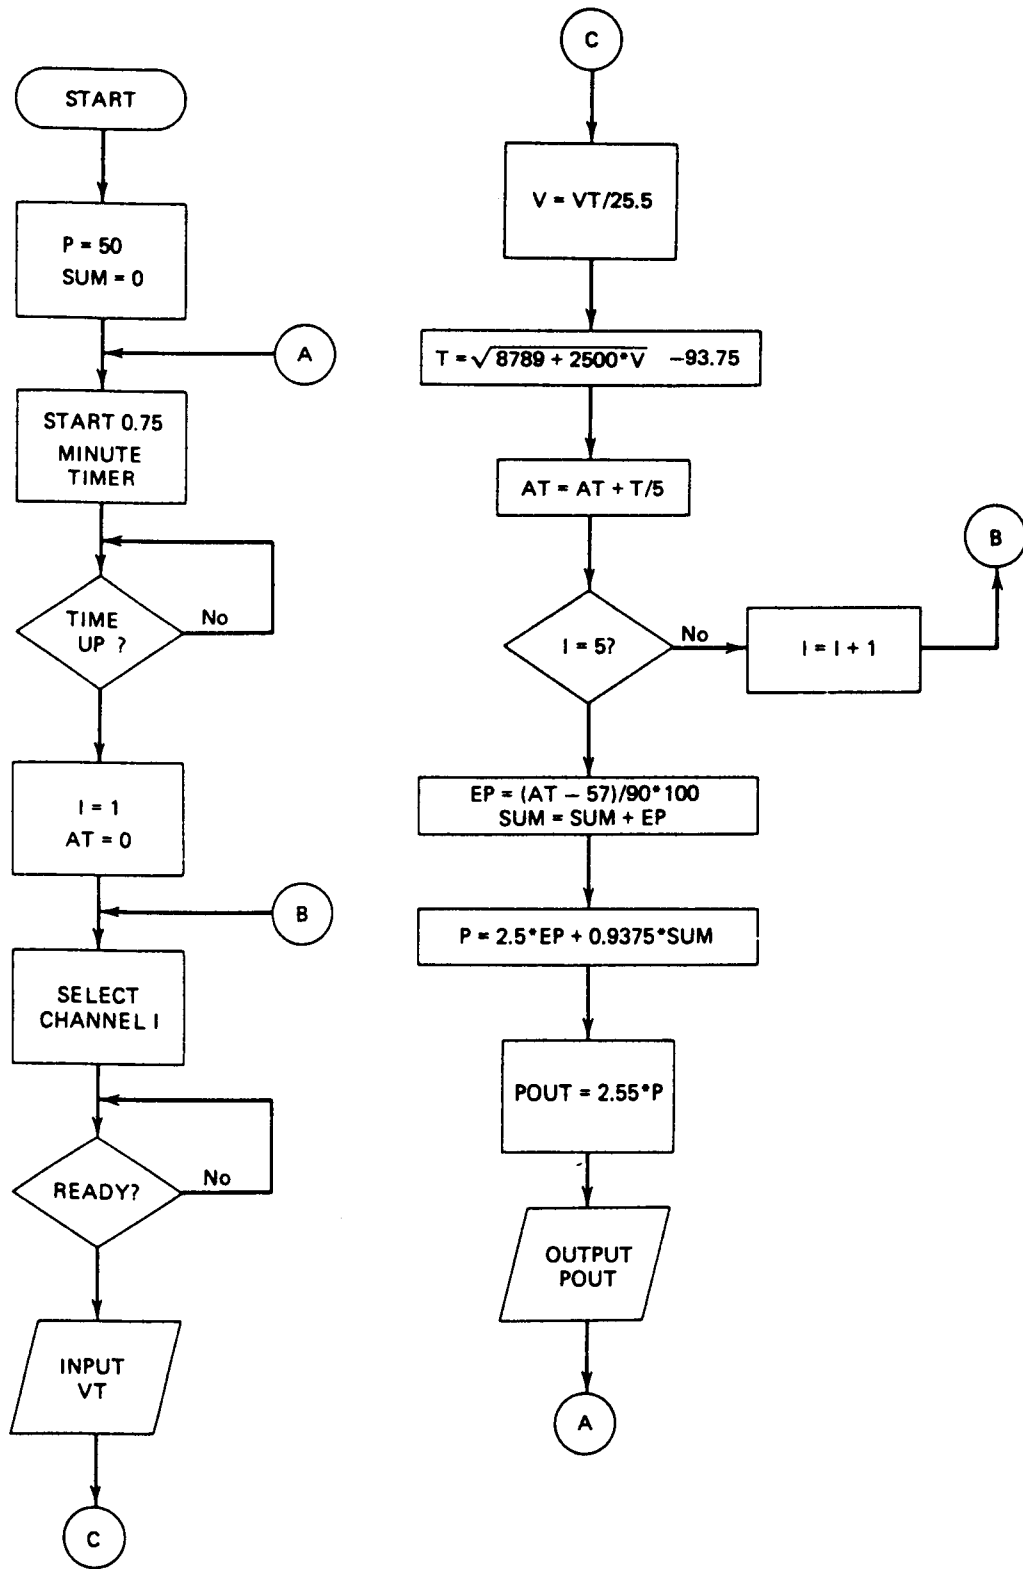 START
P = 50
SUM = 0
A
START 0.75
MINUTE
TIMER
TIME
UP ?
No
I = 1
AT = 0
B
SELECT
CHANNEL I
READY?
No
INPUT
VT
C
C
V = VT/25.5
T = √8789 + 2500*V -93.75
AT = AT + T/5
B
I = 5?
No
I = I + 1
EP = (AT – 57)/90*100
SUM = SUM + EP
P = 2.5*EP + 0.9375*SUM
POUT = 2.55*P
OUTPUT
POUT
A